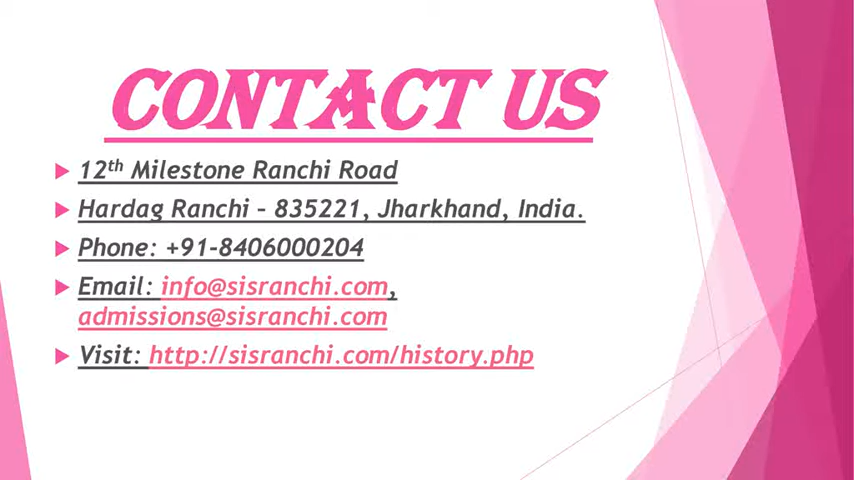 CONTACT US
12th Milestone Ranchi Road
Hardag Ranchi – 835221, Jharkhand, India.
Phone: +91-8406000204
Email: info@sisranchi.com,
admissions@sisranchi.com
Visit: http://sisranchi.com/history.php